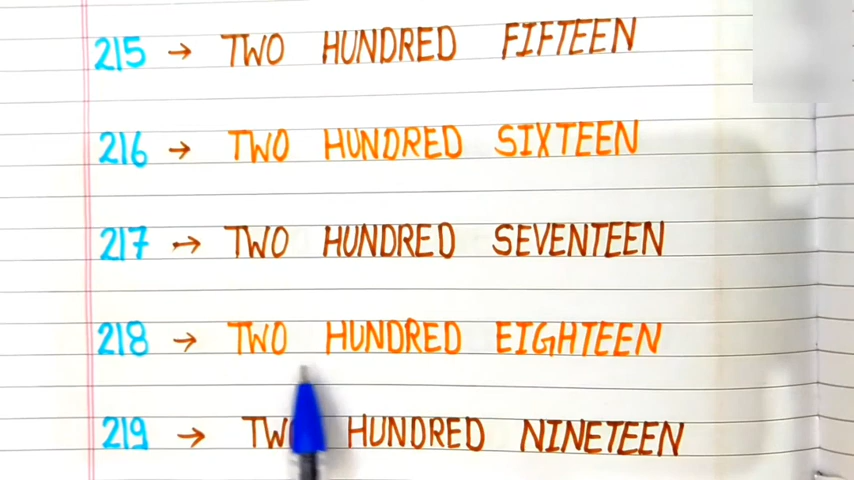 215 → TWO HUNDRED FIFTEEN
216 → TWO HUNDRED SIXTEEN
217 → TWO HUNDRED SEVENTEEN
218 → TWO HUNDRED EIGHTEEN
219 → TWO HUNDRED NINETEEN